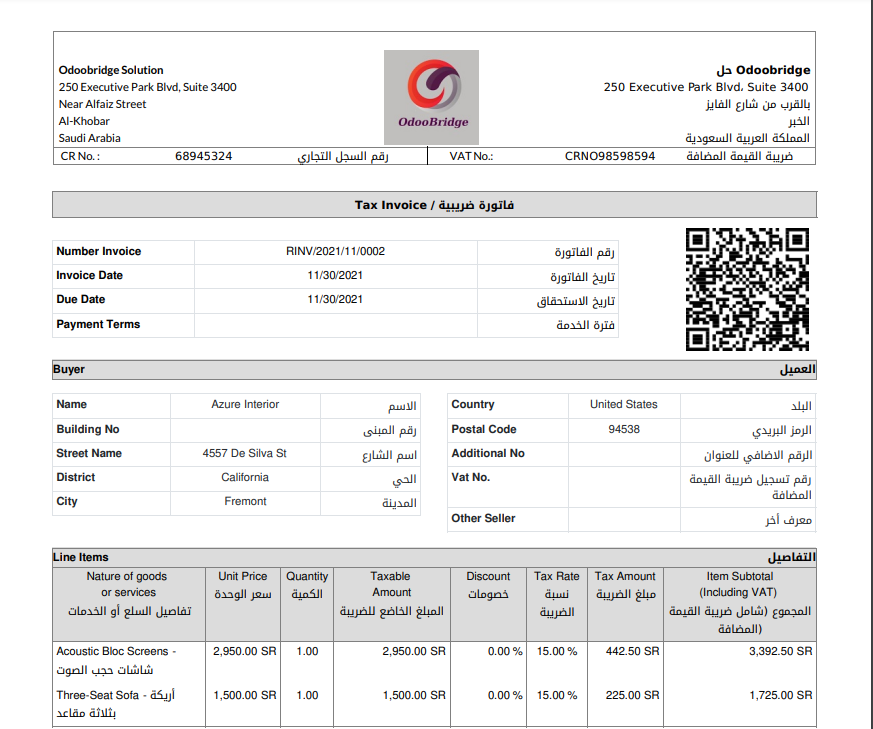 Odoobridge Solution
250 Executive Park Blvd, Suite 3400
Near Alfaiz Street
Al-Khobar
Saudi Arabia
OdooBridge
Odoobridge حل
250 Executive Park Blvd، Suite 3400
بالقرب من شارع الفايز
الخبر
المملكة العربية السعودية
CR No. : 68945324 رقم السجل التجاري VAT No.: CRNO98598594 ضريبة القيمة المضافة
Tax Invoice / فاتورة ضريبية
Number Invoice RINV/2021/11/0002 رقم الفاتورة
Invoice Date 11/30/2021 تاريخ الفاتورة
Due Date 11/30/2021 تاريخ الاستحقاق
Payment Terms فترة الخدمة
Buyer العميل
Name Azure Interior الاسم
Building No رقم المبنى
Street Name 4557 De Silva St اسم الشارع
District California الحي
City Fremont المدينة
Country United States البلد
Postal Code 94538 الرمز البريدي
Additional No الرقم الاضافي للعنوان
Vat No. رقم تسجيل ضريبة القيمة
المضافة
Other Seller معرف أخر
Line Items التفاصيل
Nature of goods
or services
تفاصيل السلع أو الخدمات
Unit Price
سعر الوحدة
Quantity
الكمية
Taxable
Amount
المبلغ الخاضع للضريبة
Discount
خصومات
Tax Rate
نسبة
الضريبة
Tax Amount
مبلغ الضريبة
Item Subtotal
(Including VAT)
المجموع (شامل ضريبة القيمة
المضافة)
Acoustic Bloc Screens - 2,950.00 SR 1.00 2,950.00 SR 0.00 % 15.00 % 442.50 SR 3,392.50 SR
شاشات حجب الصوت
Three-Seat Sofa - أريكة 1,500.00 SR 1.00 1,500.00 SR 0.00 % 15.00 % 225.00 SR 1,725.00 SR
بثلاثة مقاعد